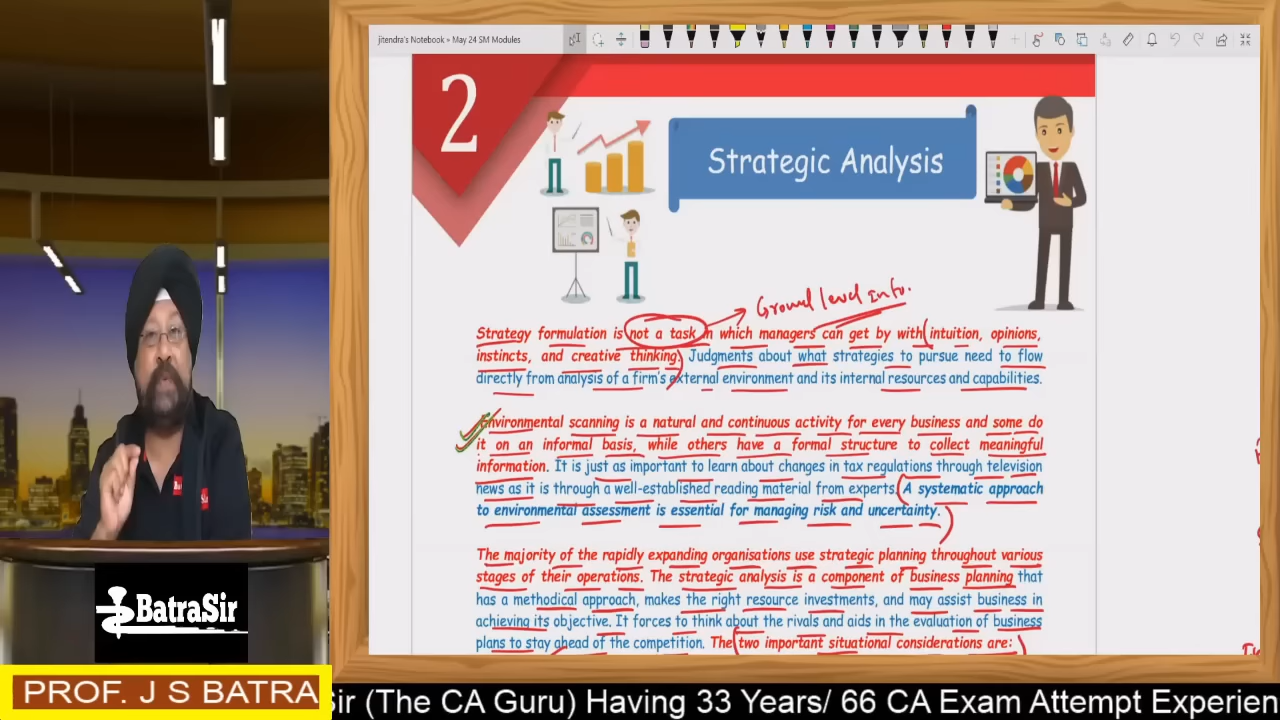 jitendra's Notebook » May 24 SM Modules
2
Strategic Analysis
Ground level Info.
Strategy formulation is not a task in which managers can get by with intuition, opinions,
instincts, and creative thinking. Judgments about what strategies to pursue need to flow
directly from analysis of a firm's external environment and its internal resources and capabilities.
Environmental scanning is a natural and continuous activity for every business and some do
it on an informal basis, while others have a formal structure to collect meaningful
information. It is just as important to learn about changes in tax regulations through television
news as it is through a well-established reading material from experts. A systematic approach
to environmental assessment is essential for managing risk and uncertainty.
The majority of the rapidly expanding organisations use strategic planning throughout various
stages of their operations. The strategic analysis is a component of business planning that
has a methodical approach, makes the right resource investments, and may assist business in
achieving its objective. It forces to think about the rivals and aids in the evaluation of business
plans to stay ahead of the competition. The two important situational considerations are:
BatraSir
PROF. J S BATRA
Sir (The CA Guru) Having 33 Years/ 66 CA Exam Attempt Experien